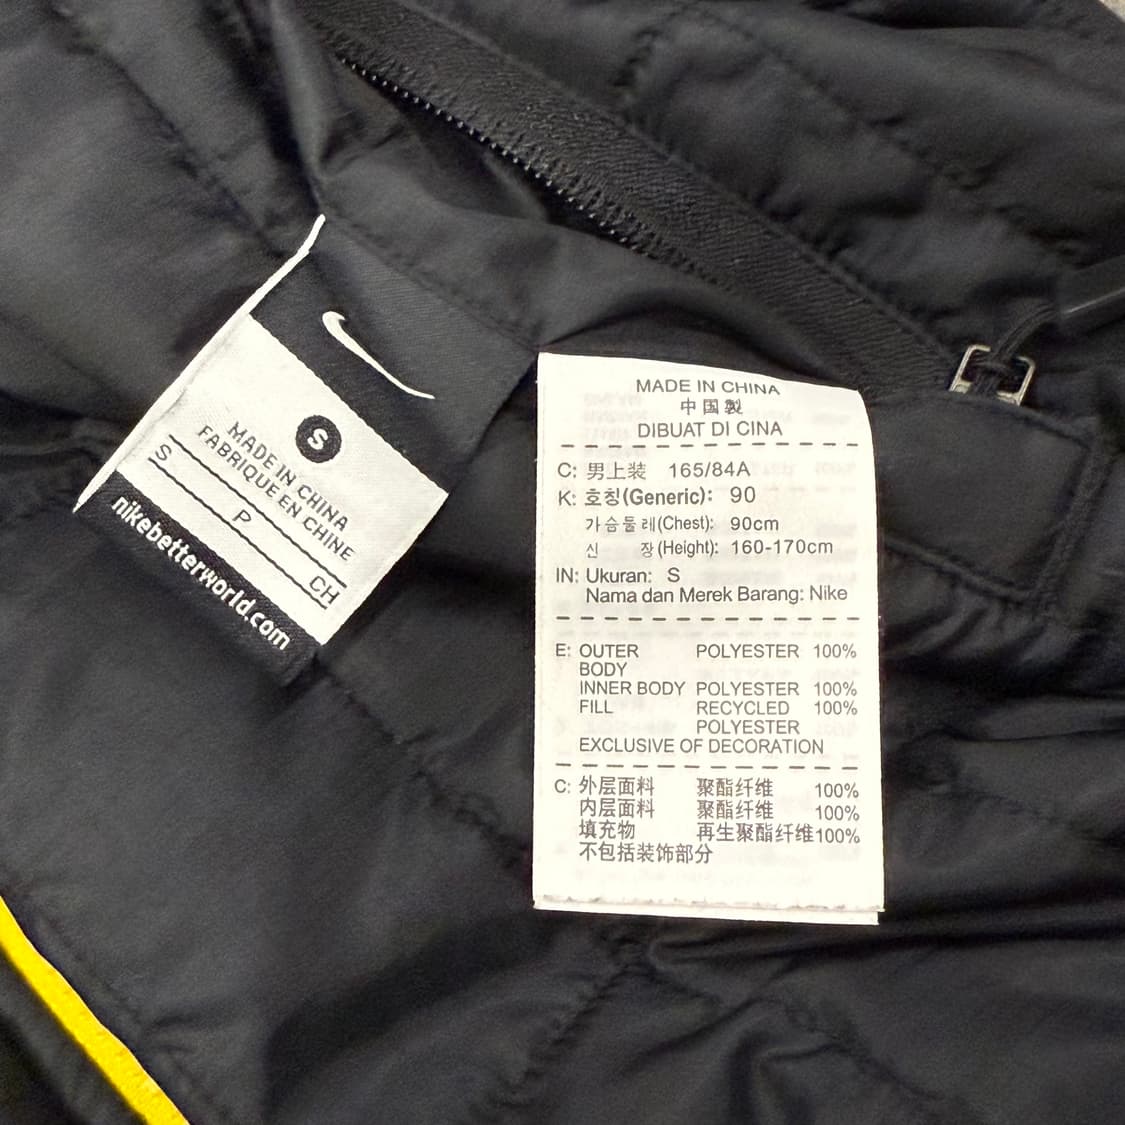 S
MADE IN CHINA
FABRIQUE EN CHINE
S
P
CH
nikebetterworld.com
MADE IN CHINA
中国製
DIBUAT DI CINA
C: 男上装 165/84A
K: 호칭(Generic): 90
가슴둘레(Chest): 90cm
신 장(Height): 160-170cm
IN: Ukuran: S
Nama dan Merek Barang: Nike
E: OUTER POLYESTER 100%
BODY
INNER BODY POLYESTER 100%
FILL RECYCLED 100%
POLYESTER
EXCLUSIVE OF DECORATION
C: 外层面料 聚酯纤维 100%
内层面料 聚酯纤维 100%
填充物 再生聚酯纤维100%
不包括装饰部分